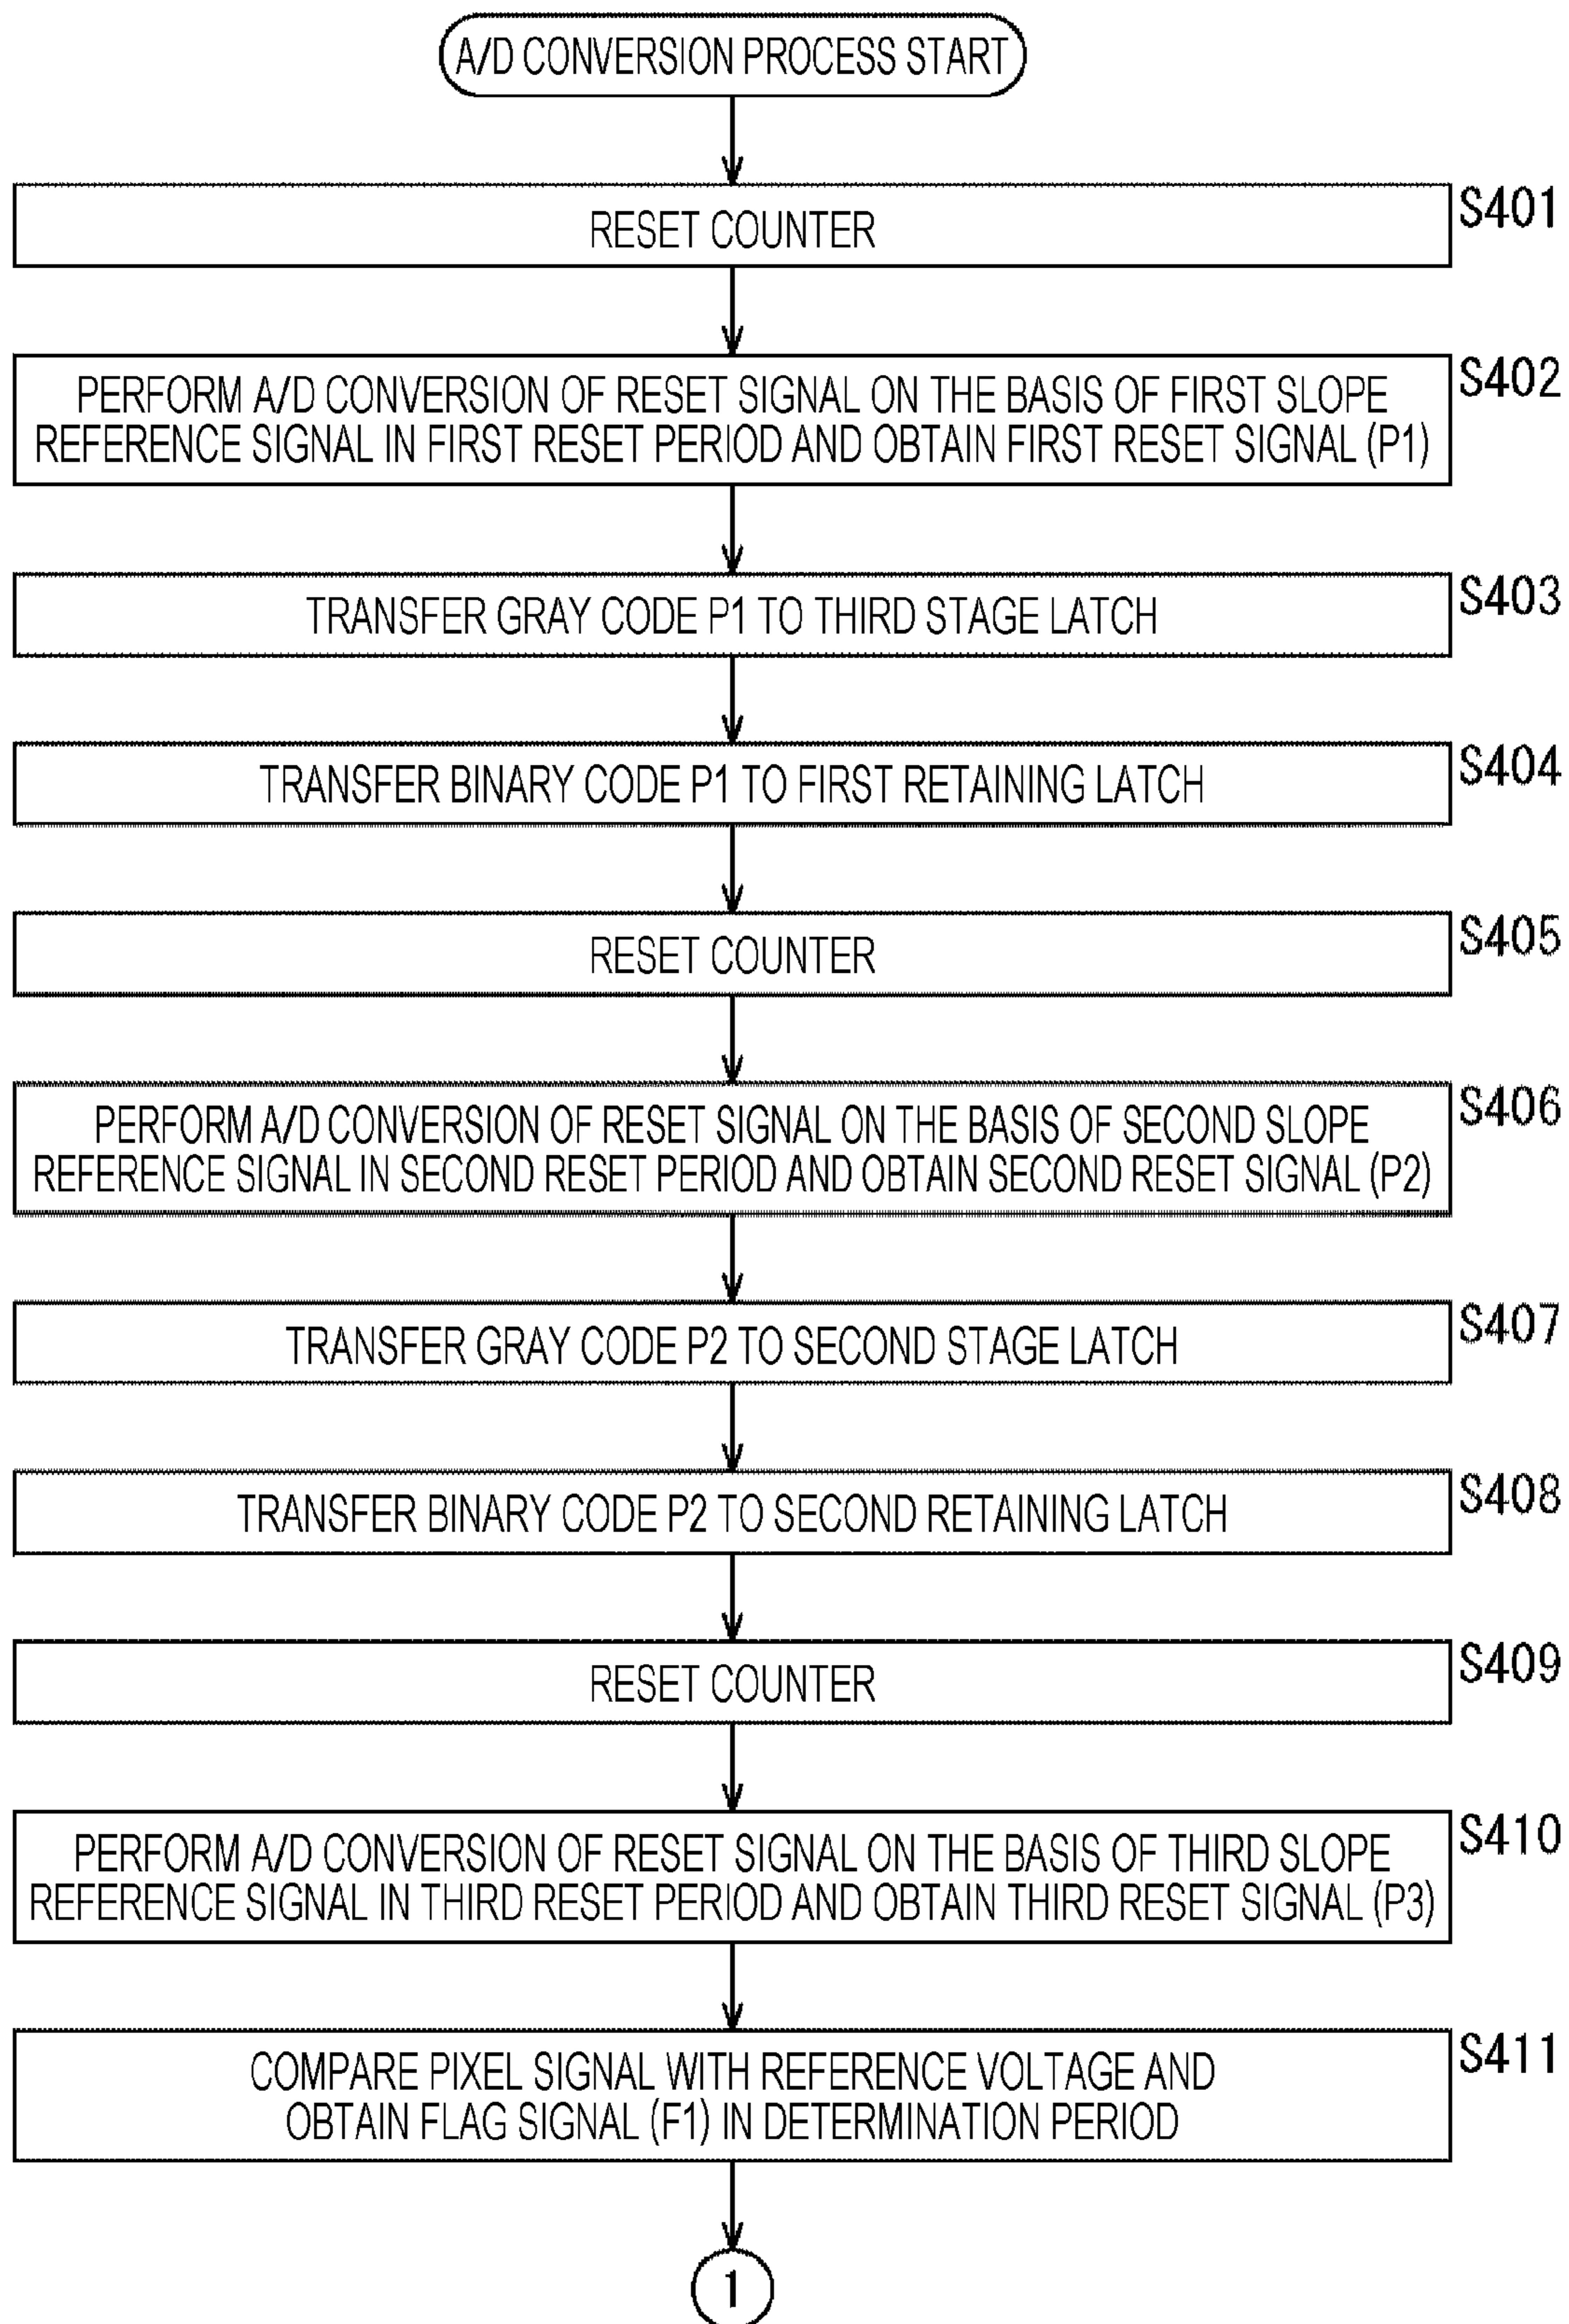 A/D CONVERSION PROCESS START
S401
RESET COUNTER
S402
PERFORM A/D CONVERSION OF RESET SIGNAL ON THE BASIS OF FIRST SLOPE
REFERENCE SIGNAL IN FIRST RESET PERIOD AND OBTAIN FIRST RESET SIGNAL (P1)
S403
TRANSFER GRAY CODE P1 TO THIRD STAGE LATCH
S404
TRANSFER BINARY CODE P1 TO FIRST RETAINING LATCH
S405
RESET COUNTER
S406
PERFORM A/D CONVERSION OF RESET SIGNAL ON THE BASIS OF SECOND SLOPE
REFERENCE SIGNAL IN SECOND RESET PERIOD AND OBTAIN SECOND RESET SIGNAL (P2)
S407
TRANSFER GRAY CODE P2 TO SECOND STAGE LATCH
S408
TRANSFER BINARY CODE P2 TO SECOND RETAINING LATCH
S409
RESET COUNTER
S410
PERFORM A/D CONVERSION OF RESET SIGNAL ON THE BASIS OF THIRD SLOPE
REFERENCE SIGNAL IN THIRD RESET PERIOD AND OBTAIN THIRD RESET SIGNAL (P3)
S411
COMPARE PIXEL SIGNAL WITH REFERENCE VOLTAGE AND
OBTAIN FLAG SIGNAL (F1) IN DETERMINATION PERIOD
1